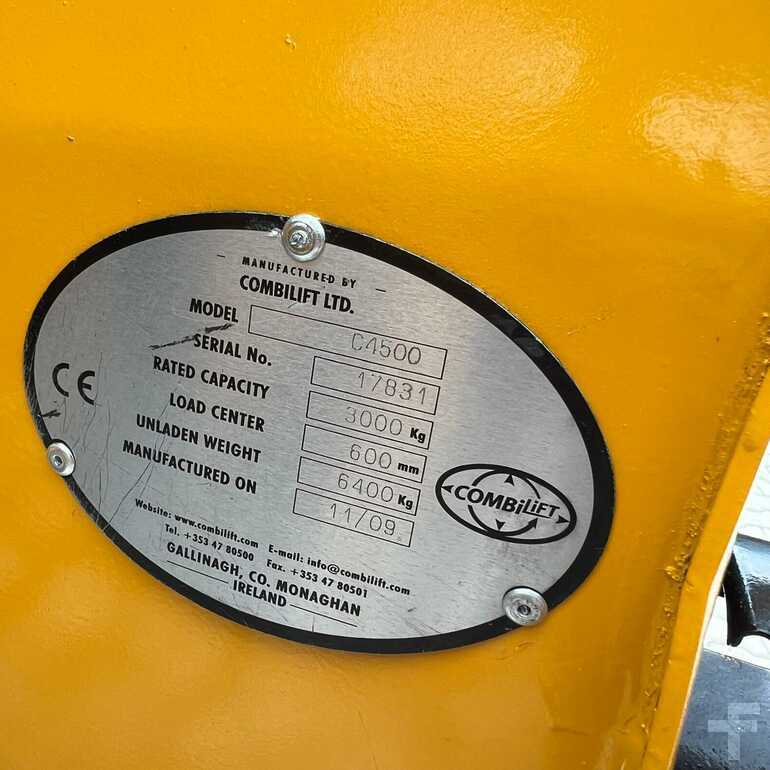 - MANUFACTURED BY -
COMBILIFT LTD.
MODEL C4500
SERIAL No. 17831
RATED CAPACITY 3000 Kg
LOAD CENTER 600 mm
UNLADEN WEIGHT 6400 Kg
MANUFACTURED ON 11/09
CE
COMBiLiFT
Website: www.combilift.com E-mail: info@combilift.com
Tel. +353 47 80500 Fax. +353 47 80501
GALLINAGH, CO. MONAGHAN
- IRELAND -